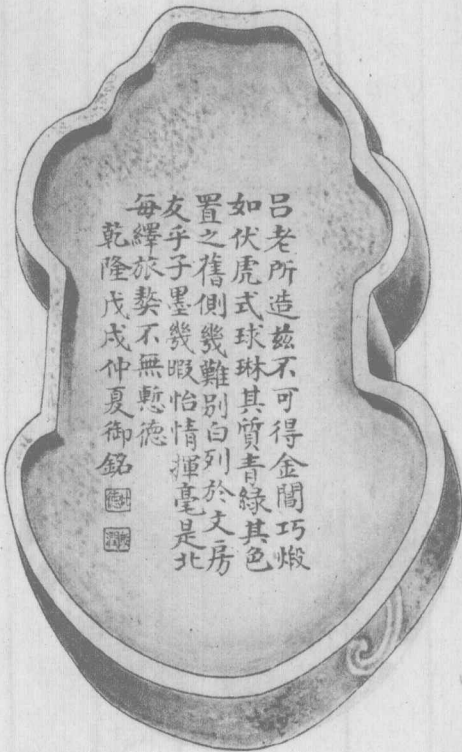 呂老所造兹不可得金閶巧煅
如伏虎式球琳其質青綠其色
置之舊側幾難別白列於文房
友乎子墨幾暇怡情揮毫是北
每繹旅獒不無慙德
乾隆戊戌仲夏御銘